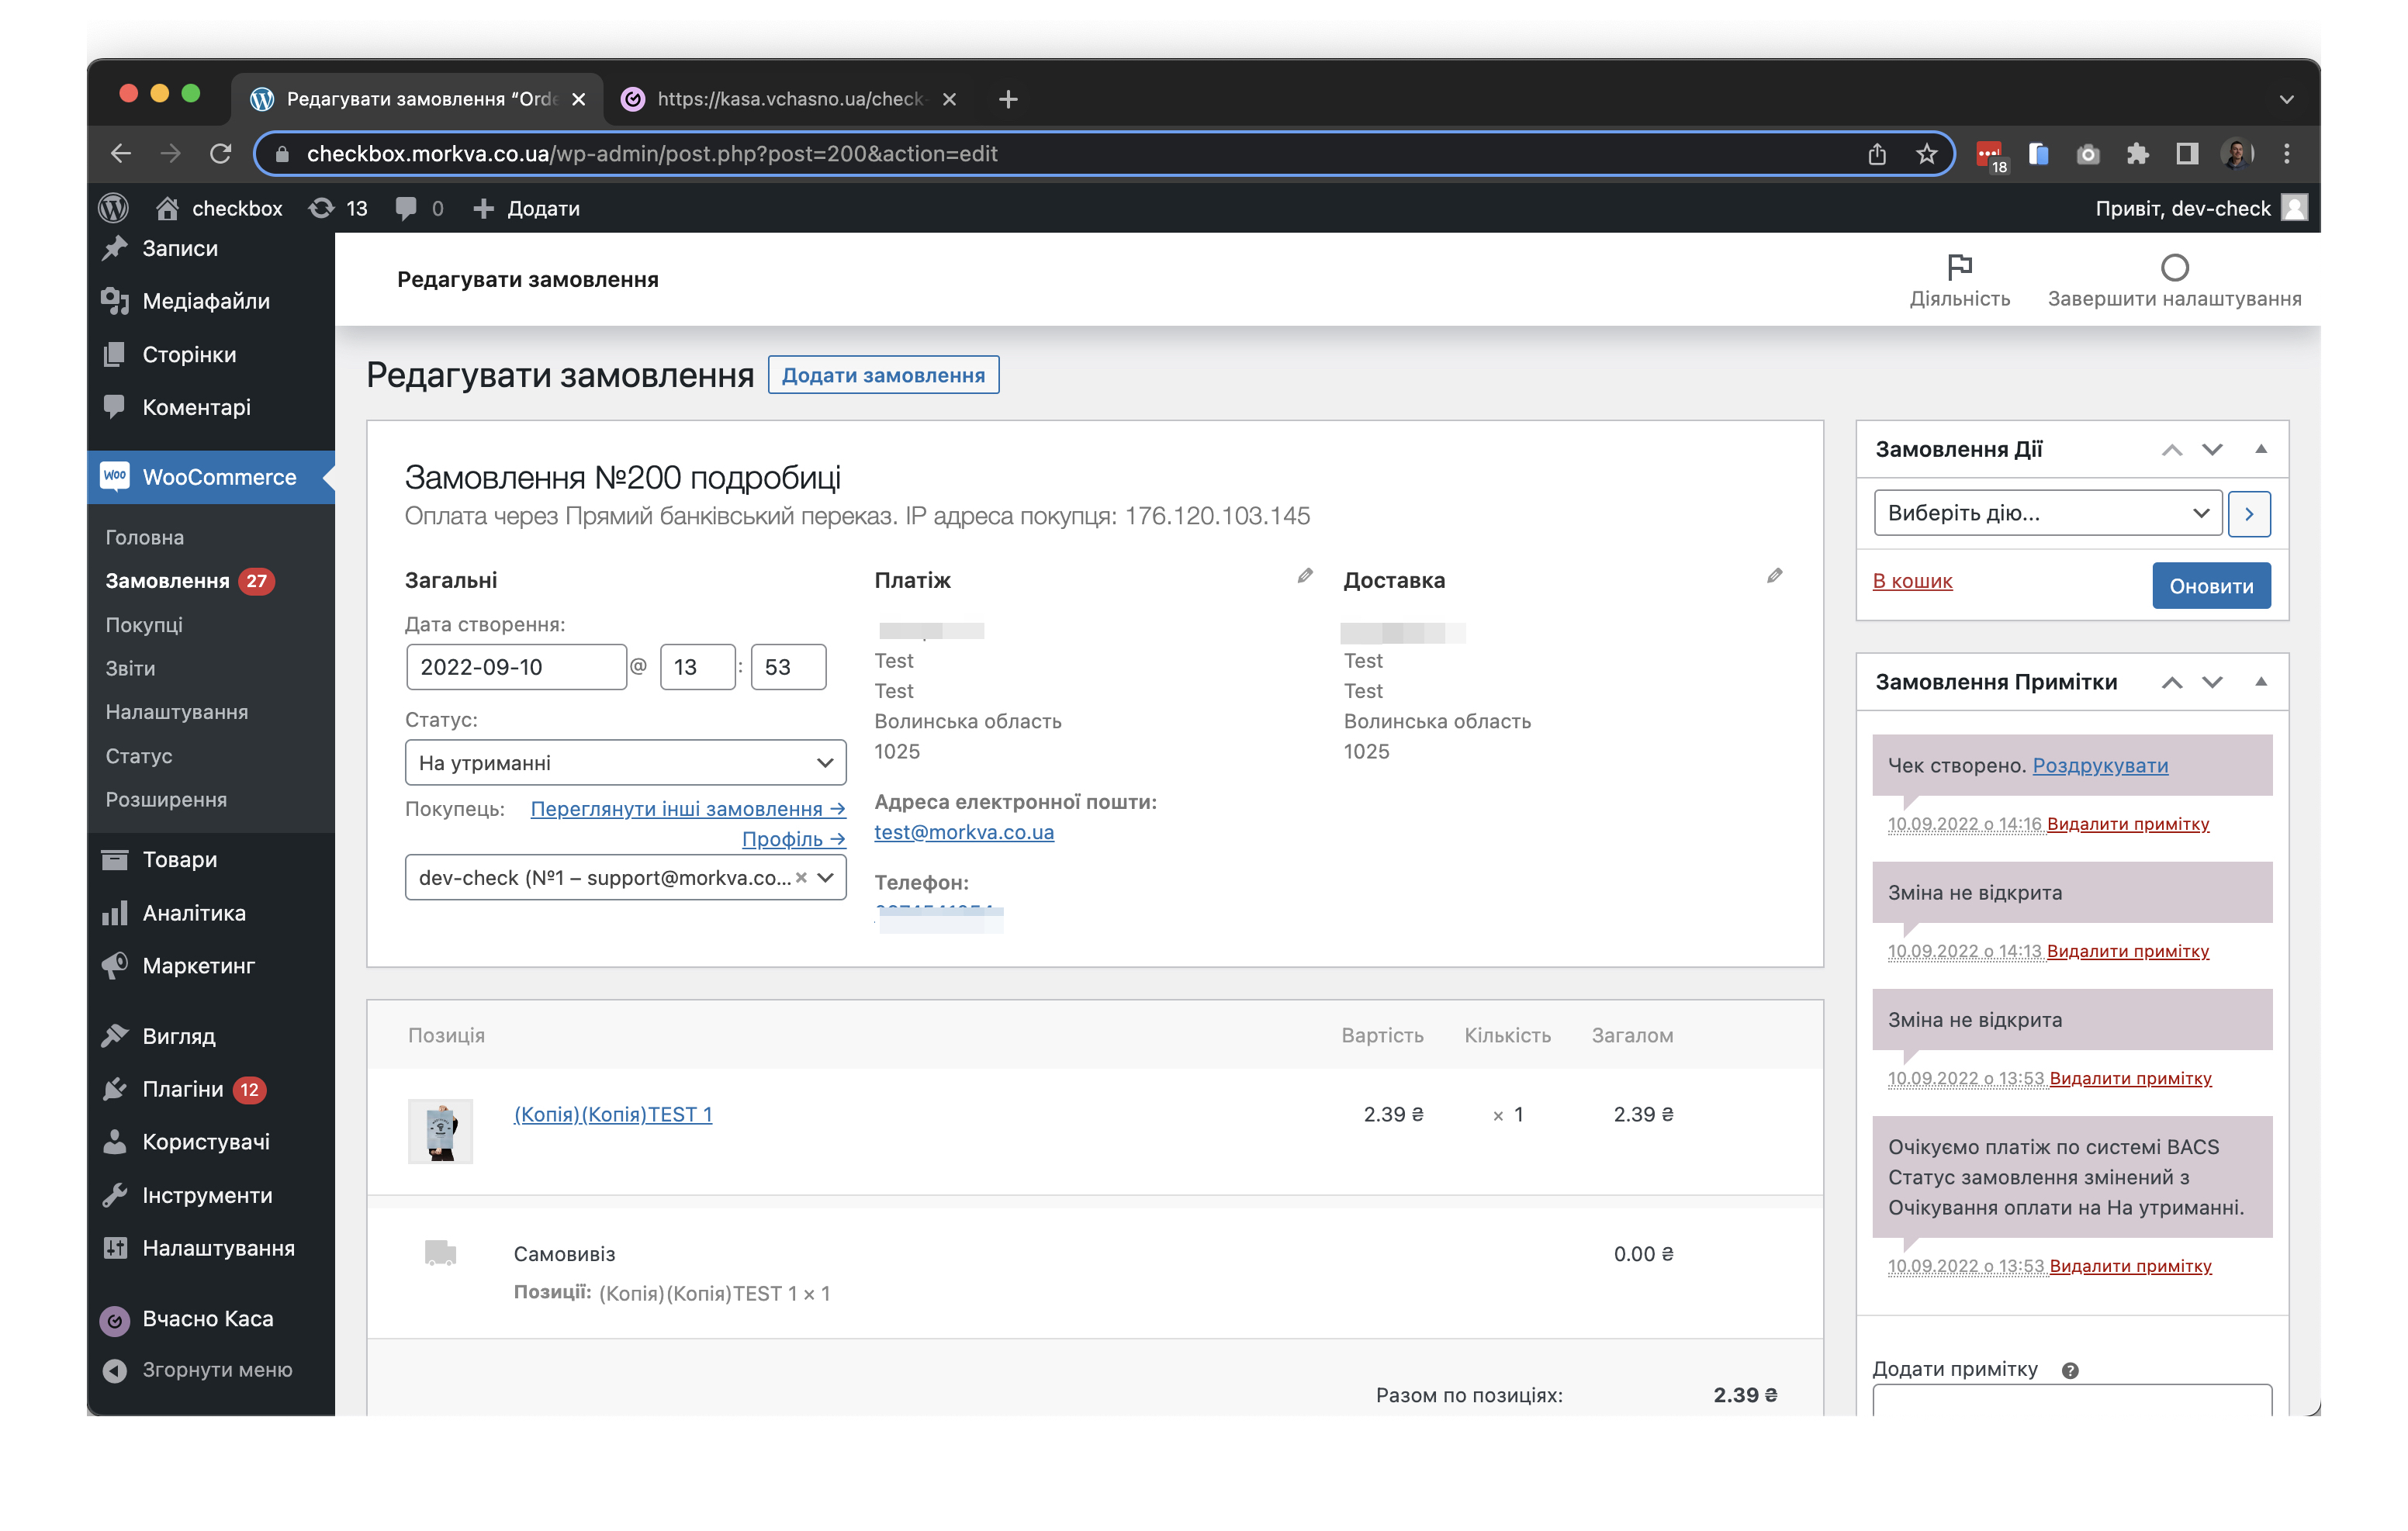 Редагувати замовлення “Orde
https://kasa.vchasno.ua/check-
checkbox.morkva.co.ua/wp-admin/post.php?post=200&action=edit
18
checkbox
13
0
Додати
Привіт, dev-check
Записи
Медіафайли
Сторінки
Коментарі
Woo
WooCommerce
Головна
Замовлення 27
Покупці
Звіти
Налаштування
Статус
Розширення
Товари
Аналітика
Маркетинг
Вигляд
Плагіни 12
Користувачі
Інструменти
Налаштування
Вчасно Каса
Згорнути меню
Редагувати замовлення
Діяльність
Завершити налаштування
Редагувати замовлення
Додати замовлення
Замовлення №200 подробиці
Оплата через Прямий банківський переказ. IP адреса покупця: 176.120.103.145
Загальні
Дата створення:
2022-09-10 @ 13 : 53
Статус:
На утриманні
Покупець: Переглянути інші замовлення →
Профіль →
dev-check (№1 – support@morkva.co... ×
Платіж
Test
Test
Волинська область
1025
Адреса електронної пошти:
test@morkva.co.ua
Телефон:
Доставка
Test
Test
Волинська область
1025
Позиція Вартість Кількість Загалом
(Копія)(Копія)TEST 1 2.39 ₴ × 1 2.39 ₴
Самовивіз 0.00 ₴
Позиції: (Копія)(Копія)TEST 1 × 1
Разом по позиціях: 2.39 ₴
Замовлення Дії
Виберіть дію...
В кошик
Оновити
Замовлення Примітки
Чек створено. Роздрукувати
10.09.2022 о 14:16 Видалити примітку
Зміна не відкрита
10.09.2022 о 14:13 Видалити примітку
Зміна не відкрита
10.09.2022 о 13:53 Видалити примітку
Очікуємо платіж по системі BACS
Статус замовлення змінений з
Очікування оплати на На утриманні.
10.09.2022 о 13:53 Видалити примітку
Додати примітку ?